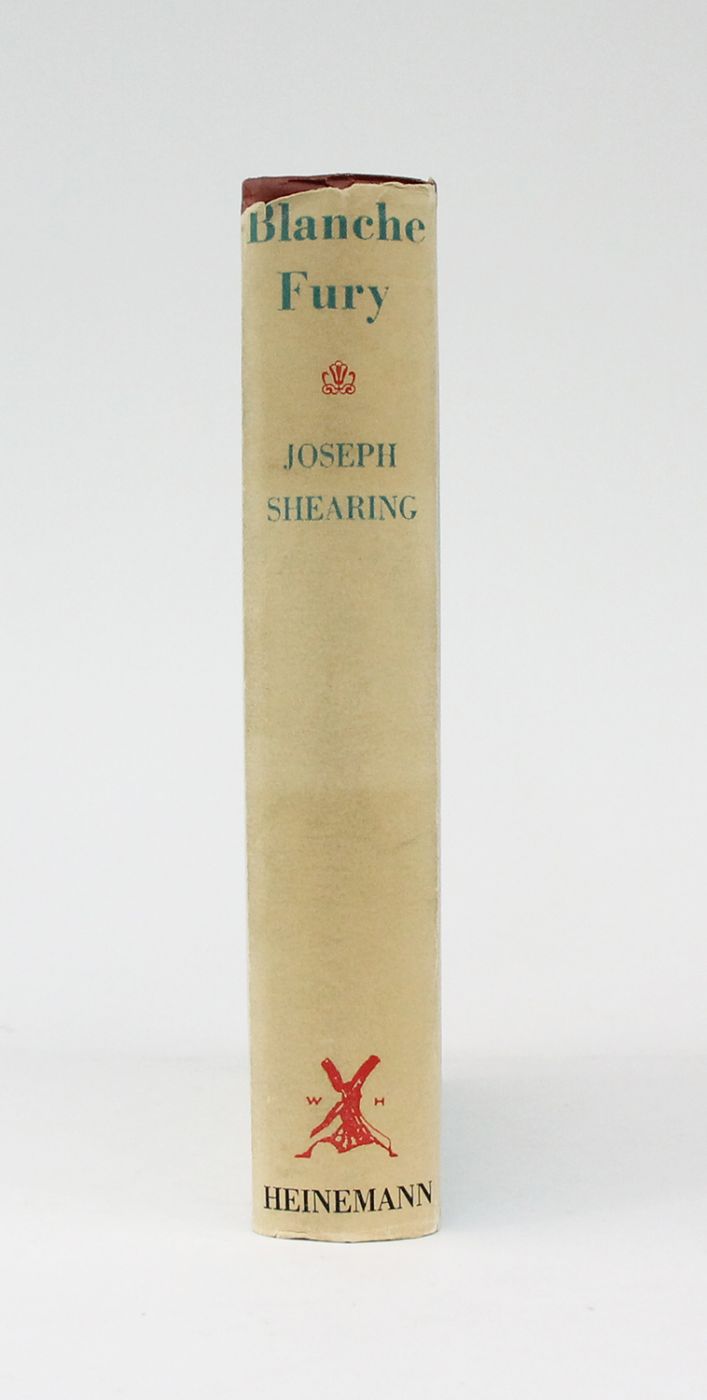 Blanche
Fury
JOSEPH
SHEARING
W H
HEINEMANN